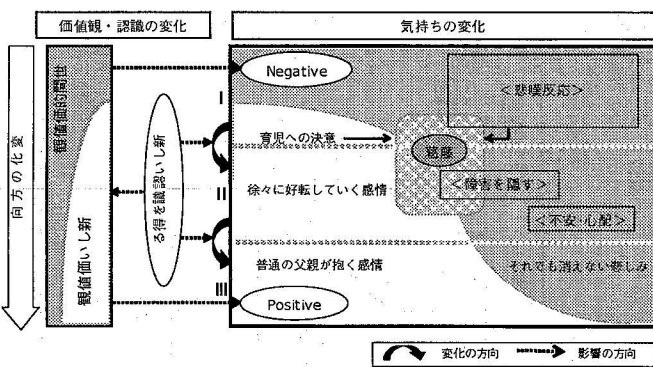 価値観・認識の変化
気持ちの変化
変化の方向
世間的価値観
新しい価値観
新しい認識を得る
Negative
I
＜悲嘆反応＞
育児への決意
葛藤
II
徐々に好転していく感情
＜障害を隠す＞
＜不安・心配＞
普通の父親が抱く感情
それでも消えない悲しみ
III
Positive
変化の方向
影響の方向